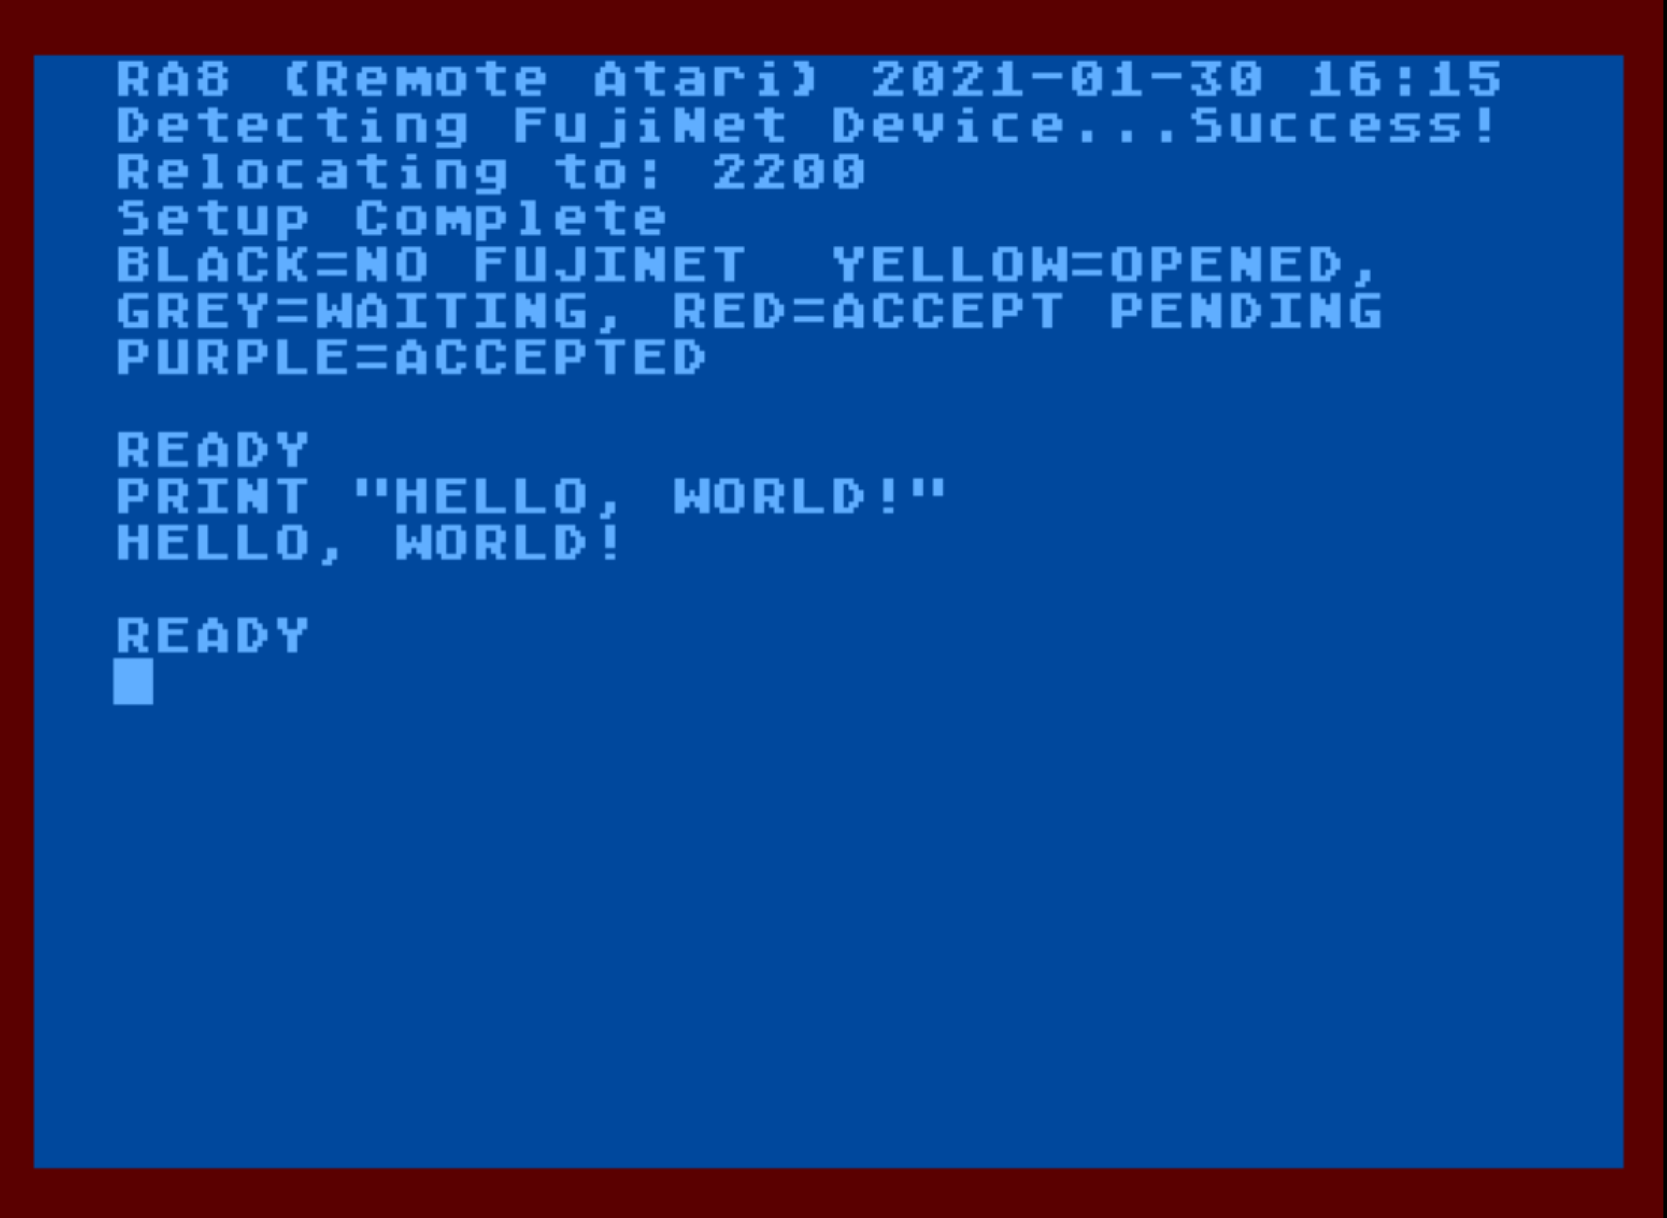 RA8 (Remote Atari) 2021-01-30 16:15
Detecting FujiNet Device...Success!
Relocating to: 2200
Setup Complete
BLACK=NO FUJINET  YELLOW=OPENED,
GREY=WAITING, RED=ACCEPT PENDING
PURPLE=ACCEPTED
READY
PRINT "HELLO, WORLD!"
HELLO, WORLD!
READY